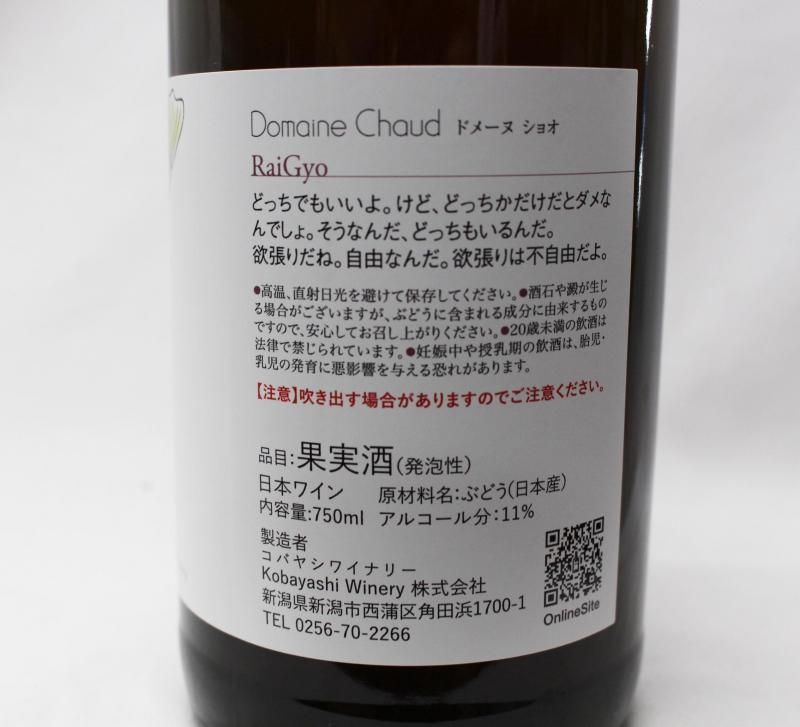 Domaine Chaud ドメーヌ ショオ
RaiGyo
どっちでもいいよ。けど、どっちかだけだとダメな
んでしょ。そうなんだ、どっちもいるんだ。
欲張りだね。自由なんだ。欲張りは不自由だよ。
●高温、直射日光を避けて保存してください。●酒石や澱が生じ
る場合がございますが、ぶどうに含まれる成分に由来するもの
ですので、安心してお召し上がりください。●20歳未満の飲酒は
法律で禁じられています。●妊娠中や授乳期の飲酒は、胎児・
乳児の発育に悪影響を与える恐れがあります。
【注意】吹き出す場合がありますのでご注意ください。
品目:果実酒(発泡性)
日本ワイン 原材料名:ぶどう(日本産)
内容量:750ml アルコール分:11%
製造者
コバヤシワイナリー
Kobayashi Winery 株式会社
新潟県新潟市西蒲区角田浜1700-1
TEL 0256-70-2266
OnlineSite